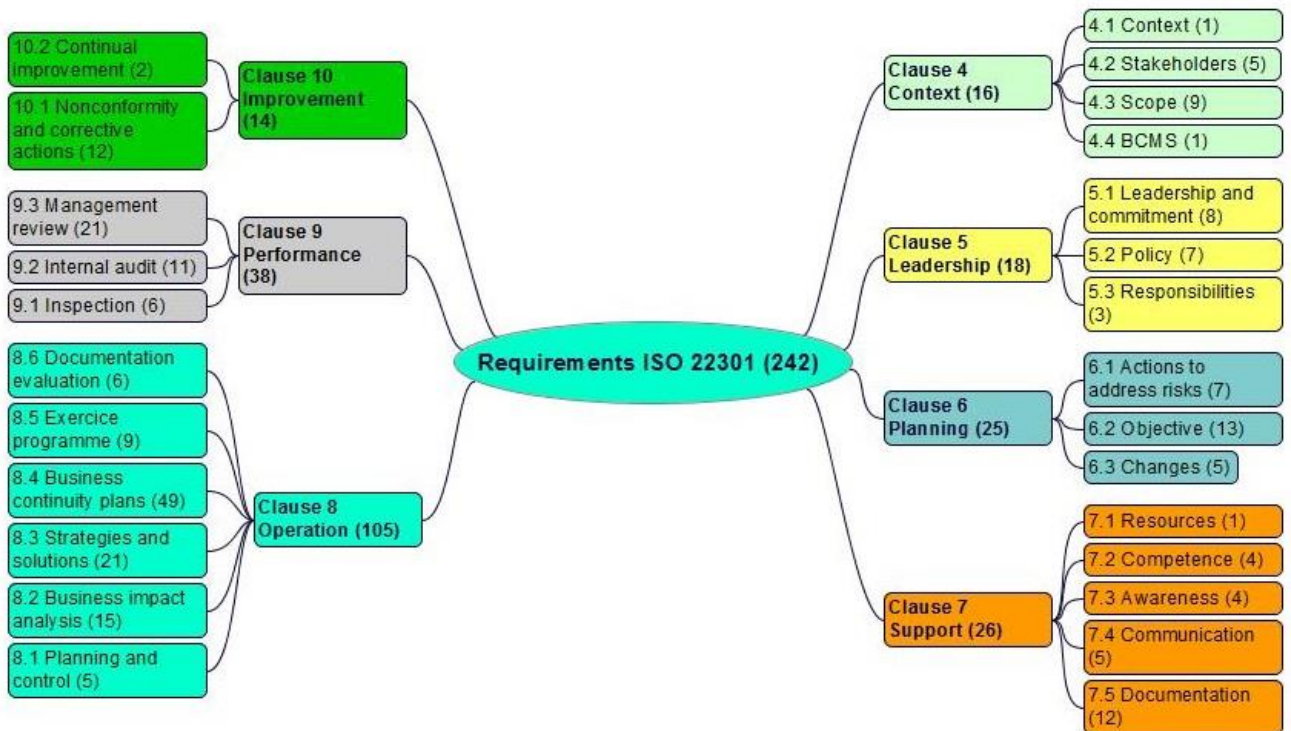 Requirements ISO 22301 (242)
Clause 4
Context (16)
4.1 Context (1)
4.2 Stakeholders (5)
4.3 Scope (9)
4.4 BCMS (1)
Clause 5
Leadership (18)
5.1 Leadership and
commitment (8)
5.2 Policy (7)
5.3 Responsibilities
(3)
Clause 6
Planning (25)
6.1 Actions to
address risks (7)
6.2 Objective (13)
6.3 Changes (5)
Clause 7
Support (26)
7.1 Resources (1)
7.2 Competence (4)
7.3 Awareness (4)
7.4 Communication
(5)
7.5 Documentation
(12)
Clause 10
Improvement
(14)
10.2 Continual
improvement (2)
10.1 Nonconformity
and corrective
actions (12)
Clause 9
Performance
(38)
9.3 Management
review (21)
9.2 Internal audit (11)
9.1 Inspection (6)
Clause 8
Operation (105)
8.6 Documentation
evaluation (6)
8.5 Exercice
programme (9)
8.4 Business
continuity plans (49)
8.3 Strategies and
solutions (21)
8.2 Business impact
analysis (15)
8.1 Planning and
control (5)